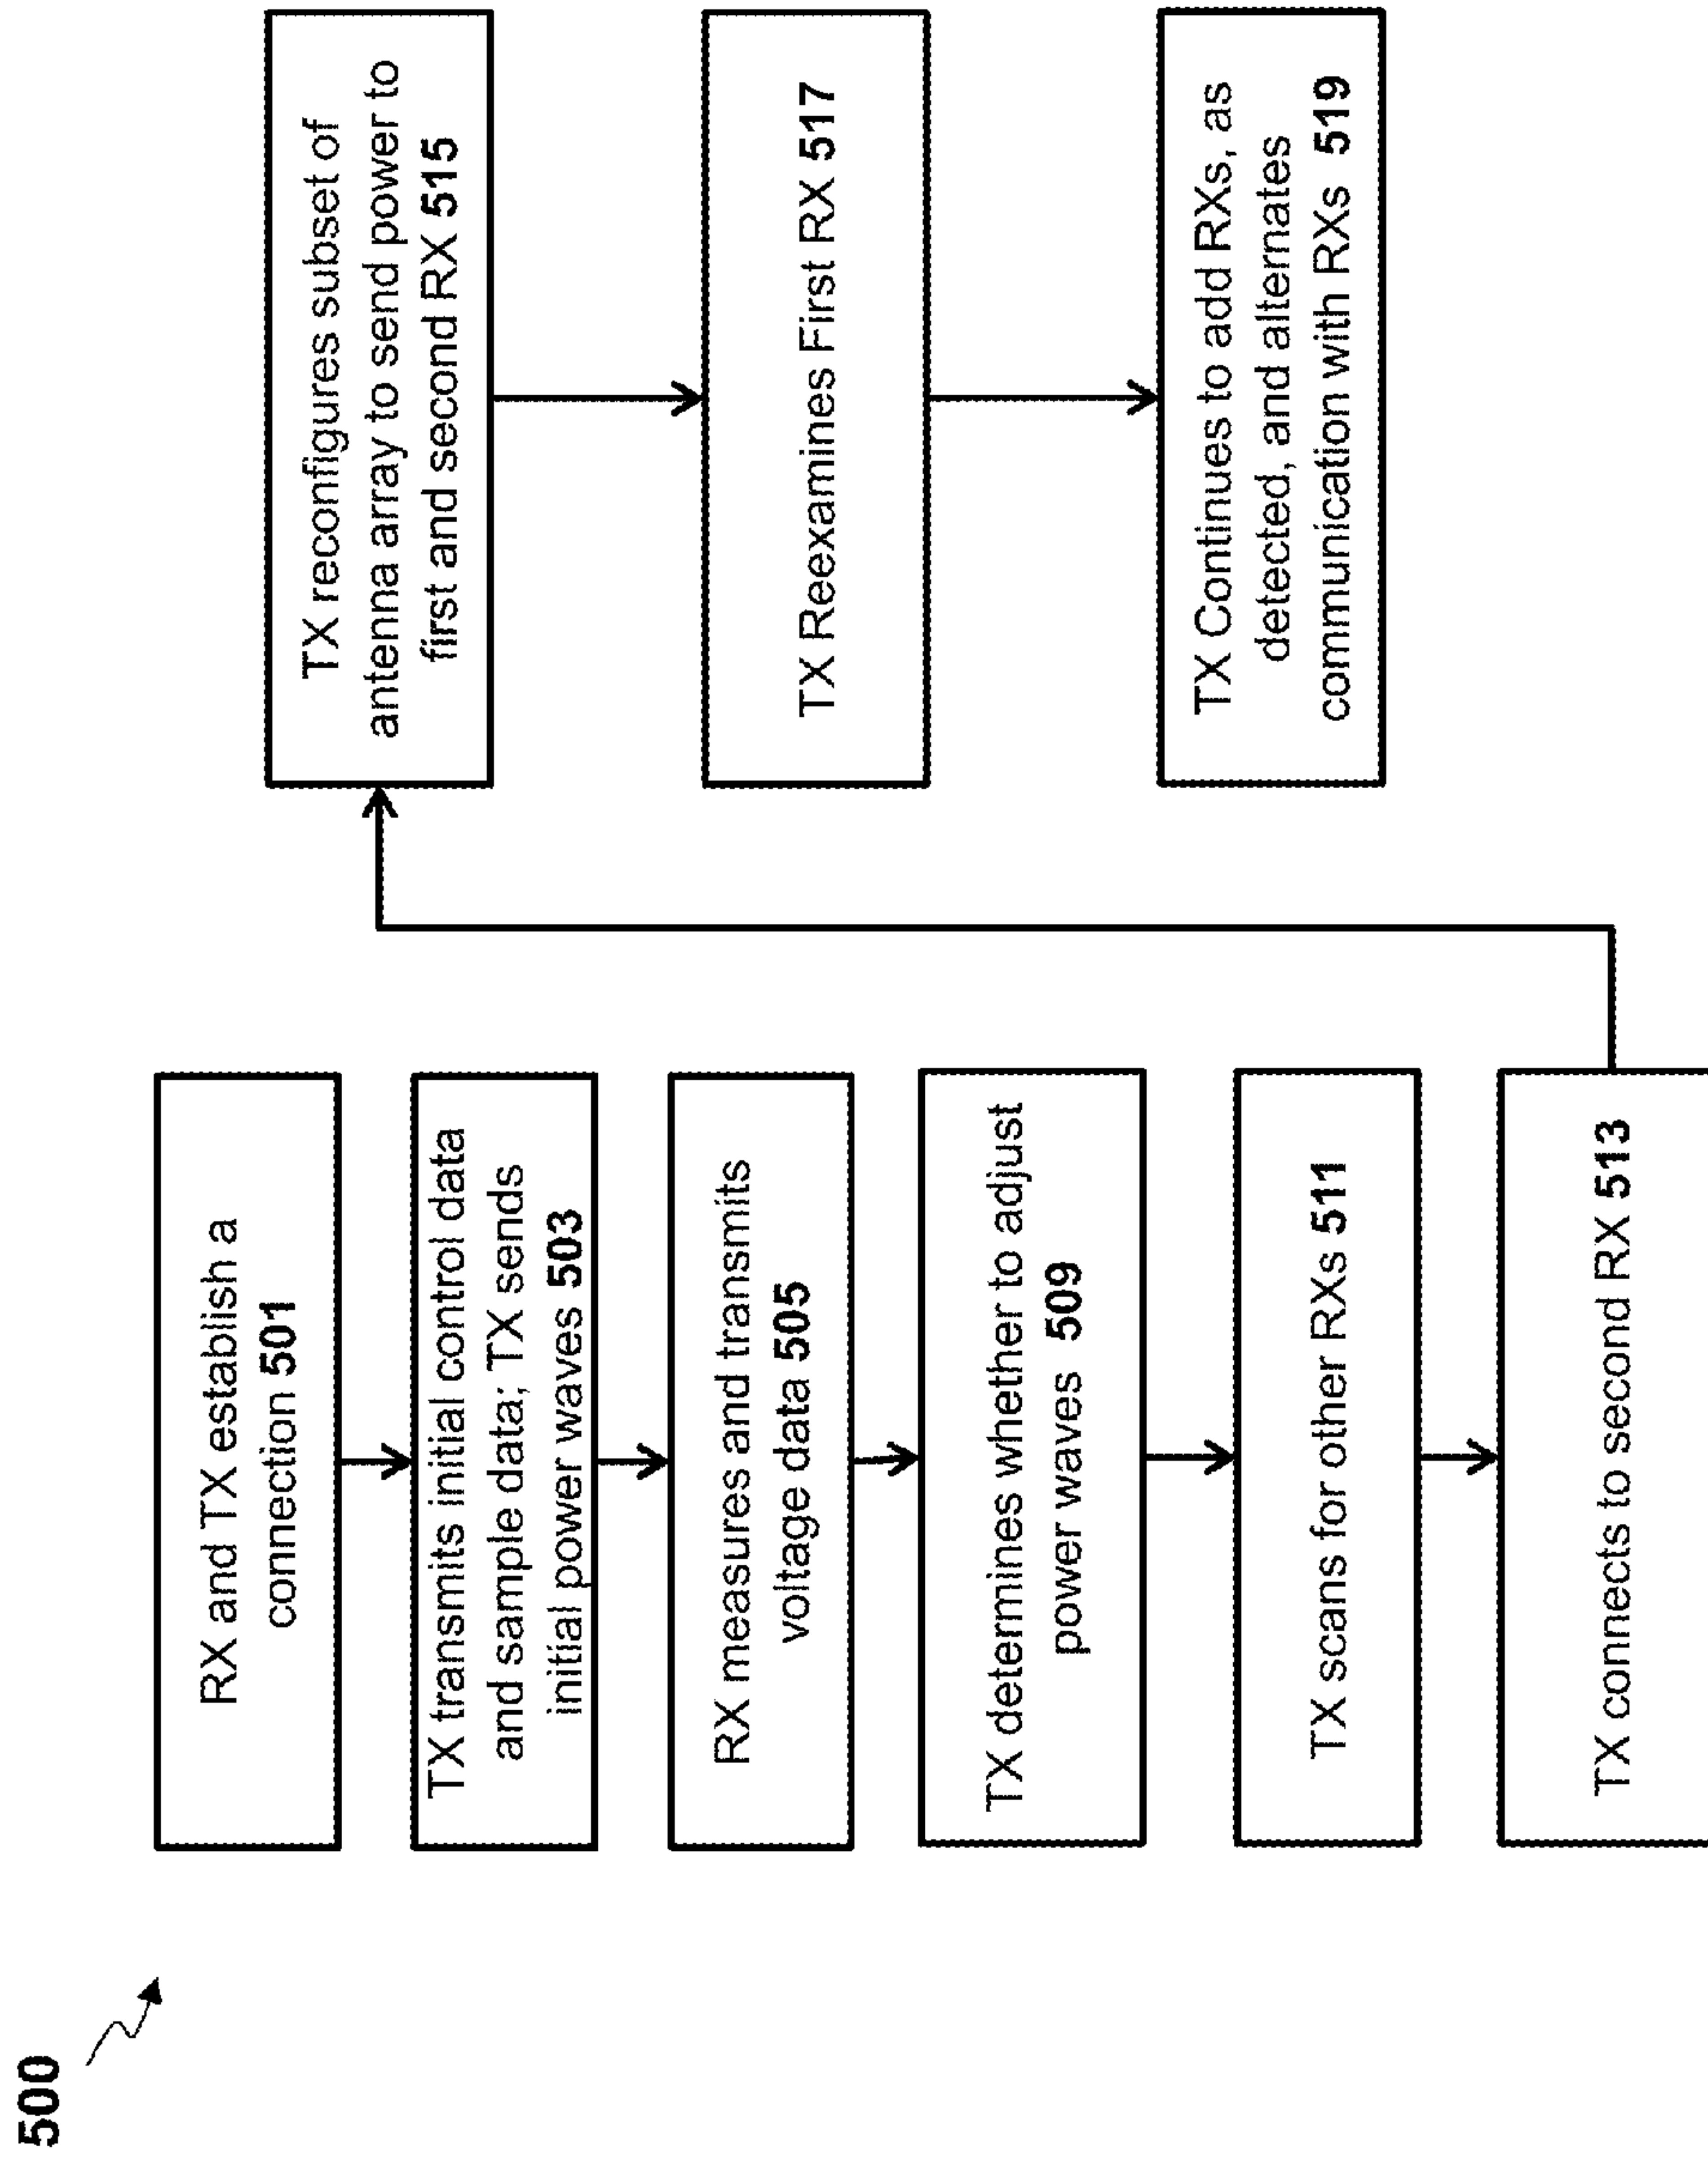 500
RX and TX establish a
connection 501
TX transmits initial control data
and sample data; TX sends
initial power waves 503
RX measures and transmits
voltage data 505
TX determines whether to adjust
power waves 509
TX scans for other RXs 511
TX connects to second RX 513
TX reconfigures subset of
antenna array to send power to
first and second RX 515
TX Reexamines First RX 517
TX Continues to add RXs, as
detected, and alternates
communication with RXs 519